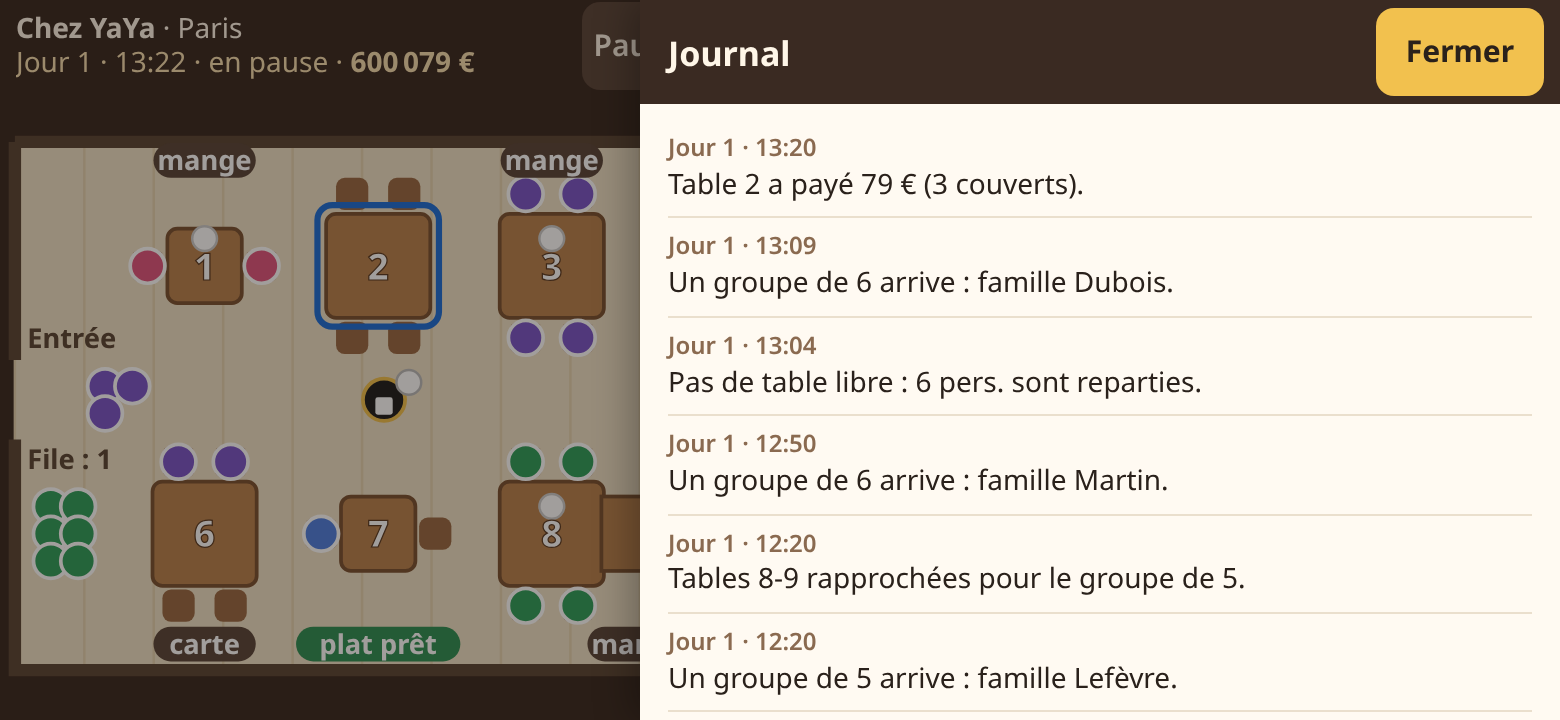 Chez YaYa · Paris
Jour 1 · 13:22 · en pause · 600 079 €
mange
mange
1
2
3
Entrée
File : 1
6
7
8
carte
plat prêt
Journal
Fermer
Jour 1 · 13:20
Table 2 a payé 79 € (3 couverts).
Jour 1 · 13:09
Un groupe de 6 arrive : famille Dubois.
Jour 1 · 13:04
Pas de table libre : 6 pers. sont reparties.
Jour 1 · 12:50
Un groupe de 6 arrive : famille Martin.
Jour 1 · 12:20
Tables 8-9 rapprochées pour le groupe de 5.
Jour 1 · 12:20
Un groupe de 5 arrive : famille Lefèvre.